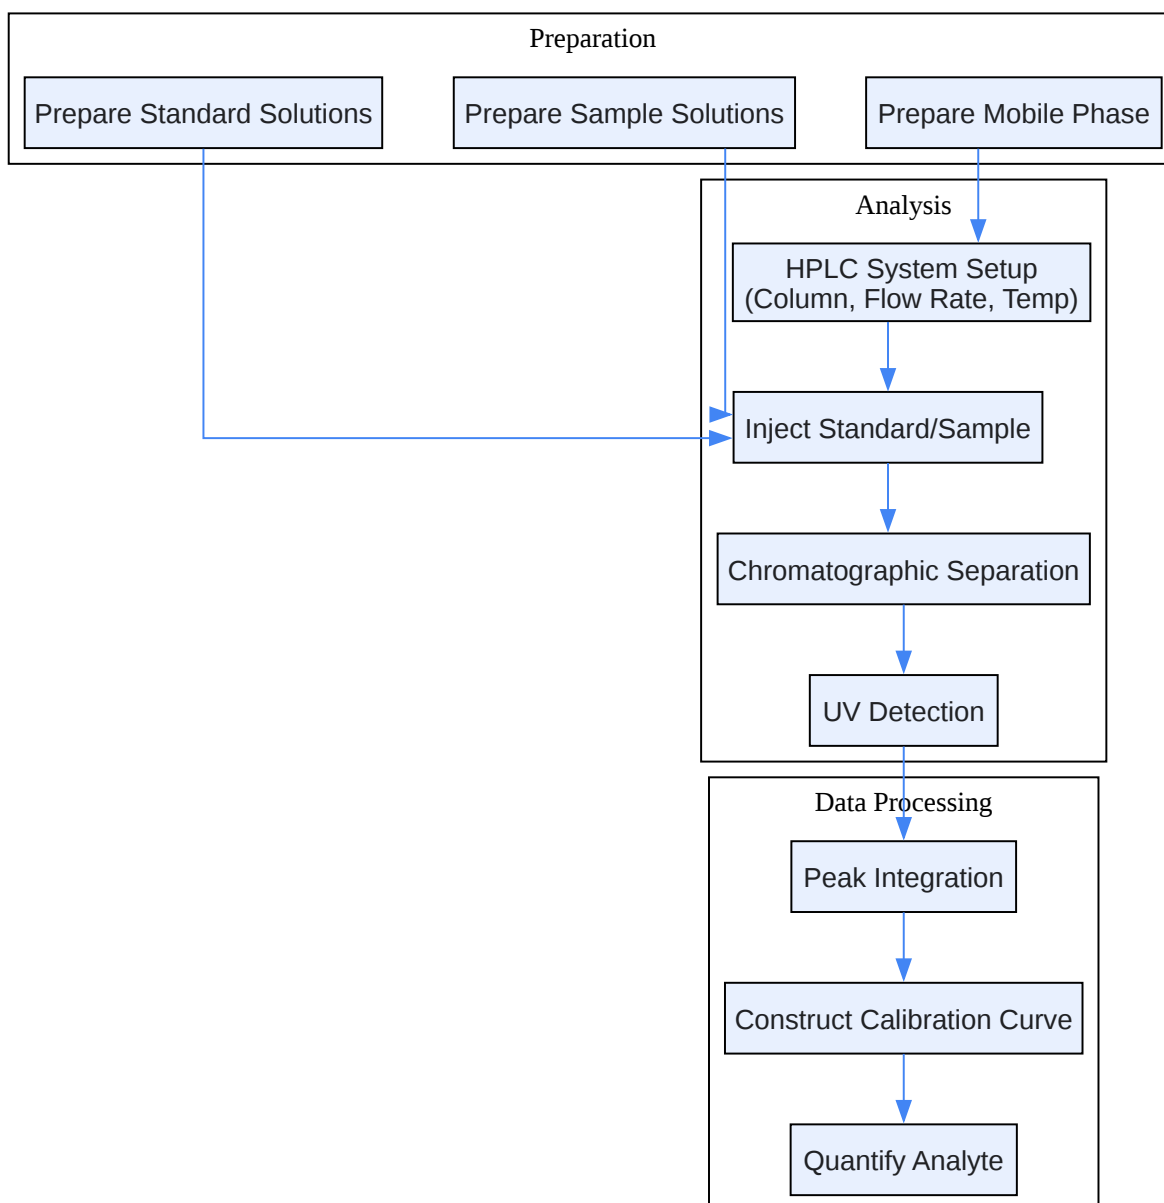 Preparation
Prepare Standard Solutions
Prepare Sample Solutions
Prepare Mobile Phase
Analysis
HPLC System Setup
(Column, Flow Rate, Temp)
Inject Standard/Sample
Chromatographic Separation
UV Detection
Data Processing
Peak Integration
Construct Calibration Curve
Quantify Analyte